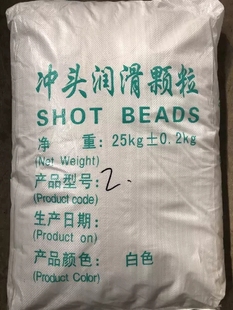 冲头润滑颗粒
SHOT BEADS
净 重: 25kg±0.2kg
(Net Weight)
产品型号: 2.
(Product code)
生产日期:
(Product on)
产品颜色: 白色
(Product Color)